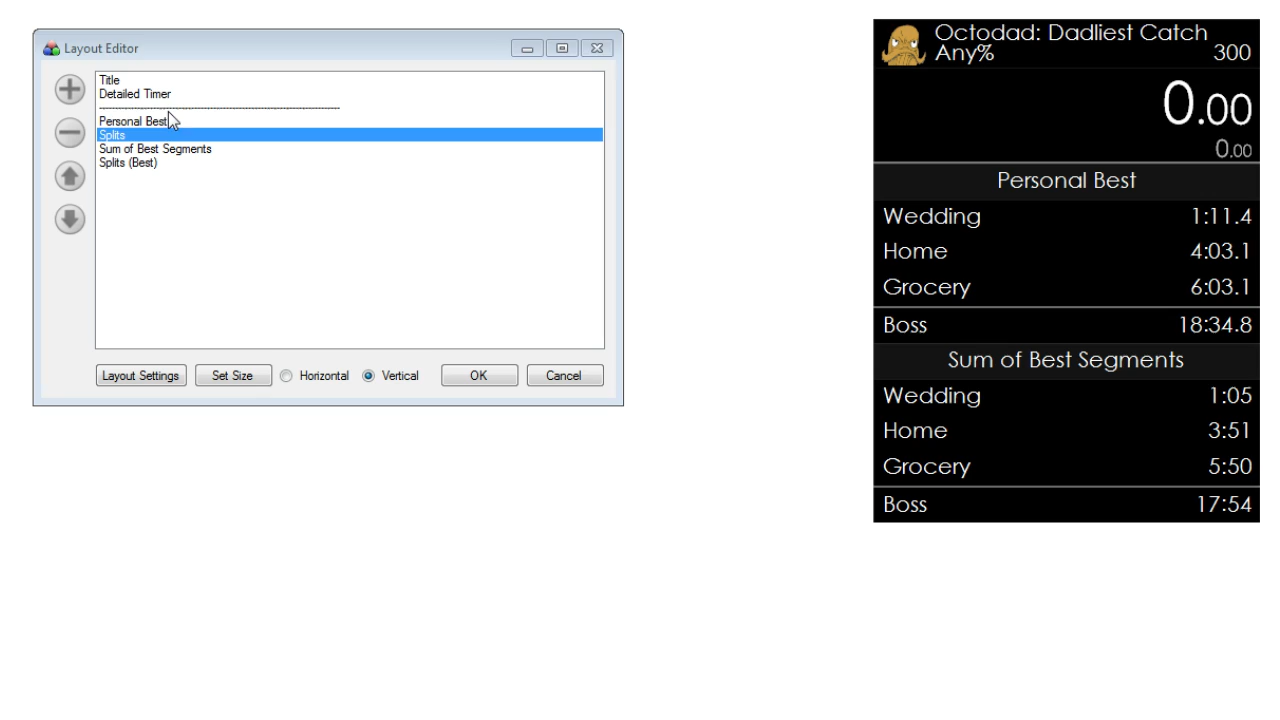 Layout Editor
Title
Detailed Timer
--------------------------------------------------------------------------------
Personal Best
Splits
Sum of Best Segments
Splits (Best)
Layout Settings
Set Size
Horizontal
Vertical
OK
Cancel
Octodad: Dadliest Catch
Any% 300
0.00
0.00
Personal Best
Wedding 1:11.4
Home 4:03.1
Grocery 6:03.1
Boss 18:34.8
Sum of Best Segments
Wedding 1:05
Home 3:51
Grocery 5:50
Boss 17:54